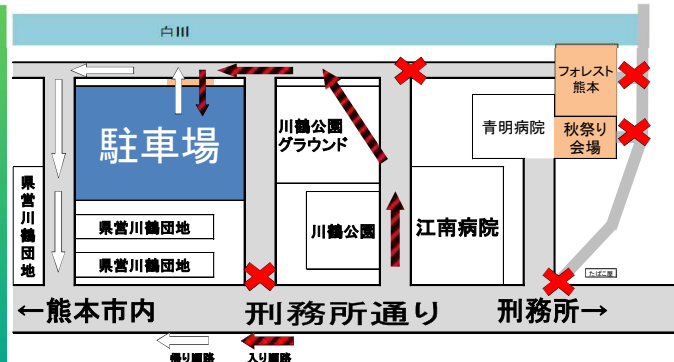 白川
フォレスト
熊本
青明病院
秋祭り
会場
駐車場
川鶴公園
グラウンド
県営川鶴団地
県営川鶴団地
県営川鶴団地
川鶴公園
江南病院
たばこ屋
←熊本市内
刑務所通り
刑務所→
帰り順路
入り順路